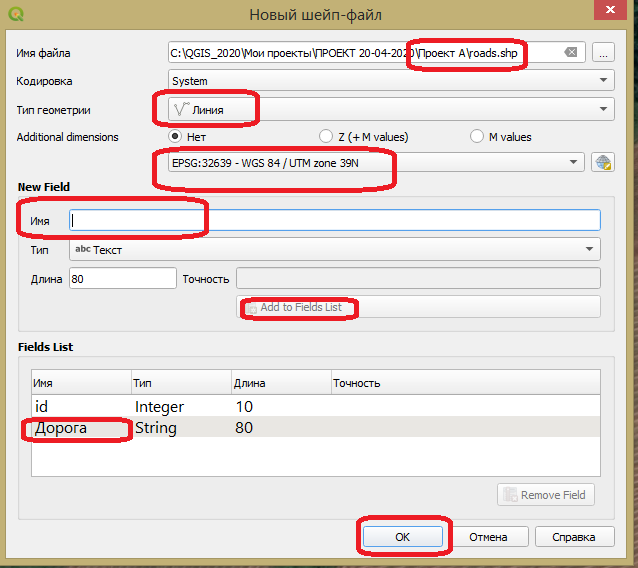 Новый шейп-файл
Имя файла C:\QGIS_2020\Мои проекты\ПРОЕКТ 20-04-2020\Проект А\roads.shp ...
Кодировка System
Тип геометрии Линия
Additional dimensions Нет Z (+ M values) M values
EPSG:32639 - WGS 84 / UTM zone 39N
New Field
Имя
Тип abc Текст
Длина 80 Точность
Add to Fields List
Fields List
Имя Тип Длина Точность
id Integer 10
Дорога String 80
Remove Field
ОК Отмена Справка